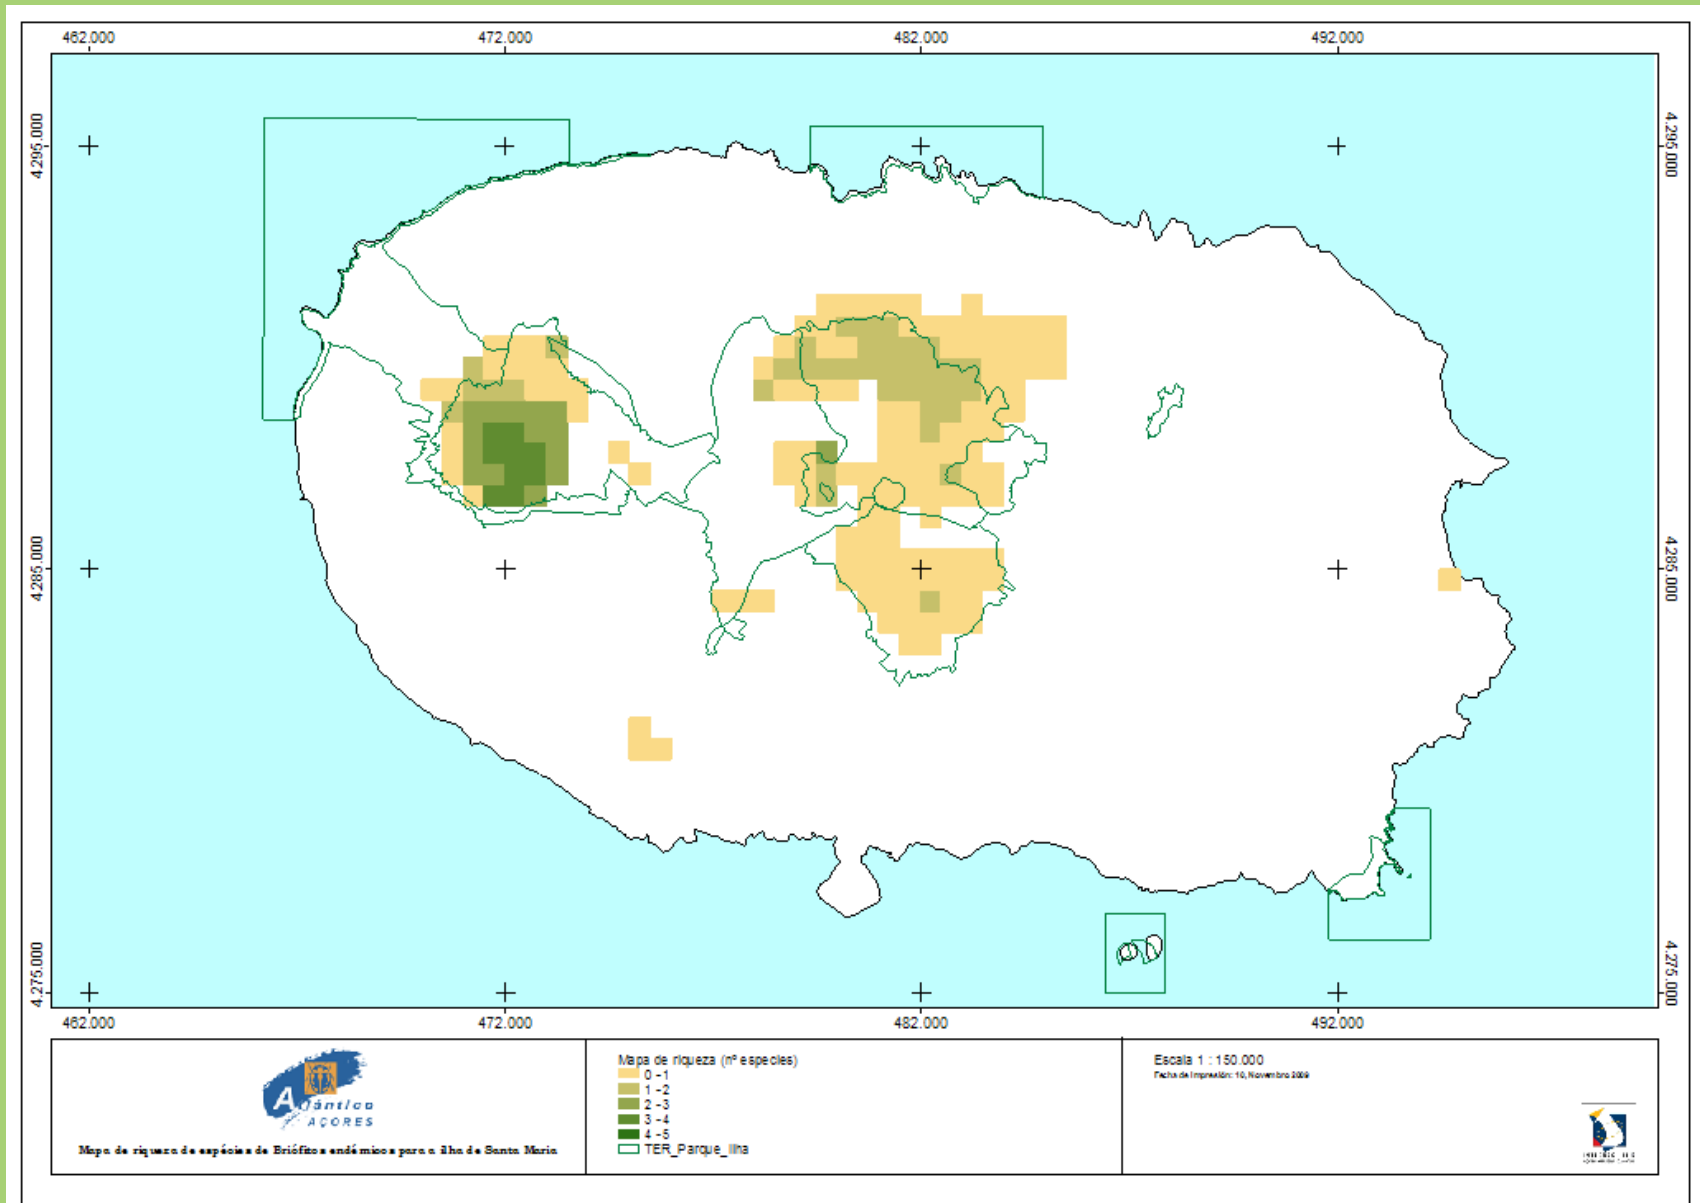 462.000 472.000 482.000 492.000
4.295.000 4.295.000
4.285.000 4.285.000
4.275.000 4.275.000
462.000 472.000 482.000 492.000
Atlântico
AÇORES
Mapa de riqueza de espécies de Briófitos endémicos para a ilha de Santa Maria
Mapa de riqueza (nº especies)
0 - 1
1 - 2
2 - 3
3 - 4
4 - 5
TER_Parque_Ilha
Escala 1 : 150.000
Fecha de Impresión: 10, Novembro 2009